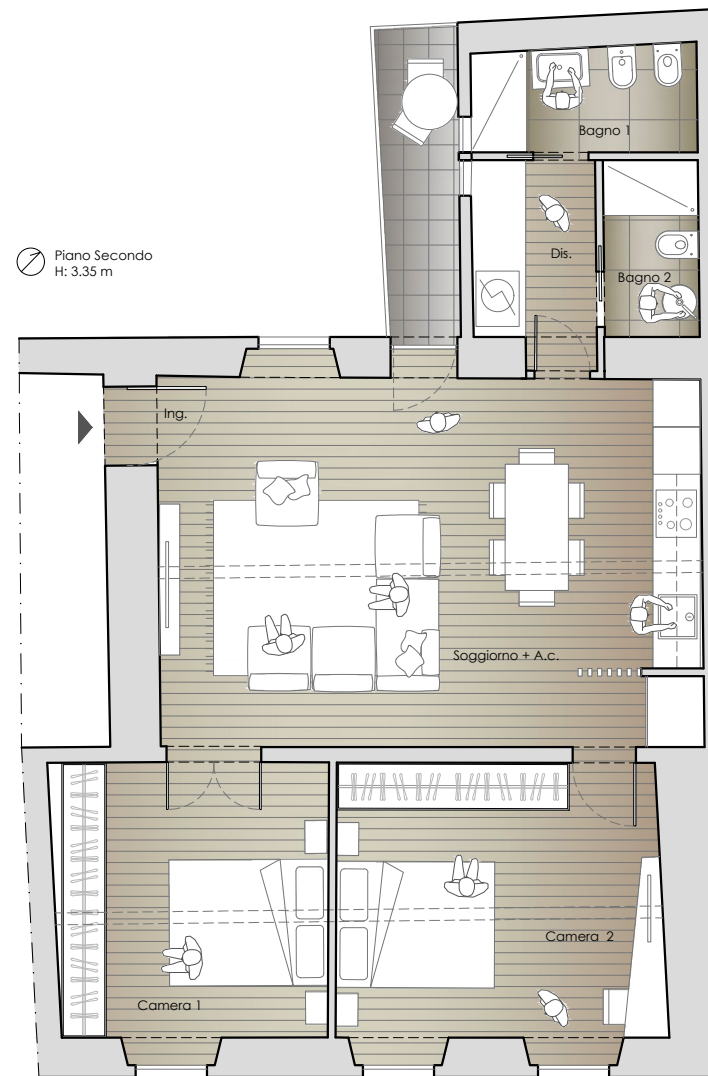 Bagno 1
Dis.
Bagno 2
Piano Secondo
H: 3.35 m
Ing.
Soggiorno + A.c.
Camera 2
Camera 1